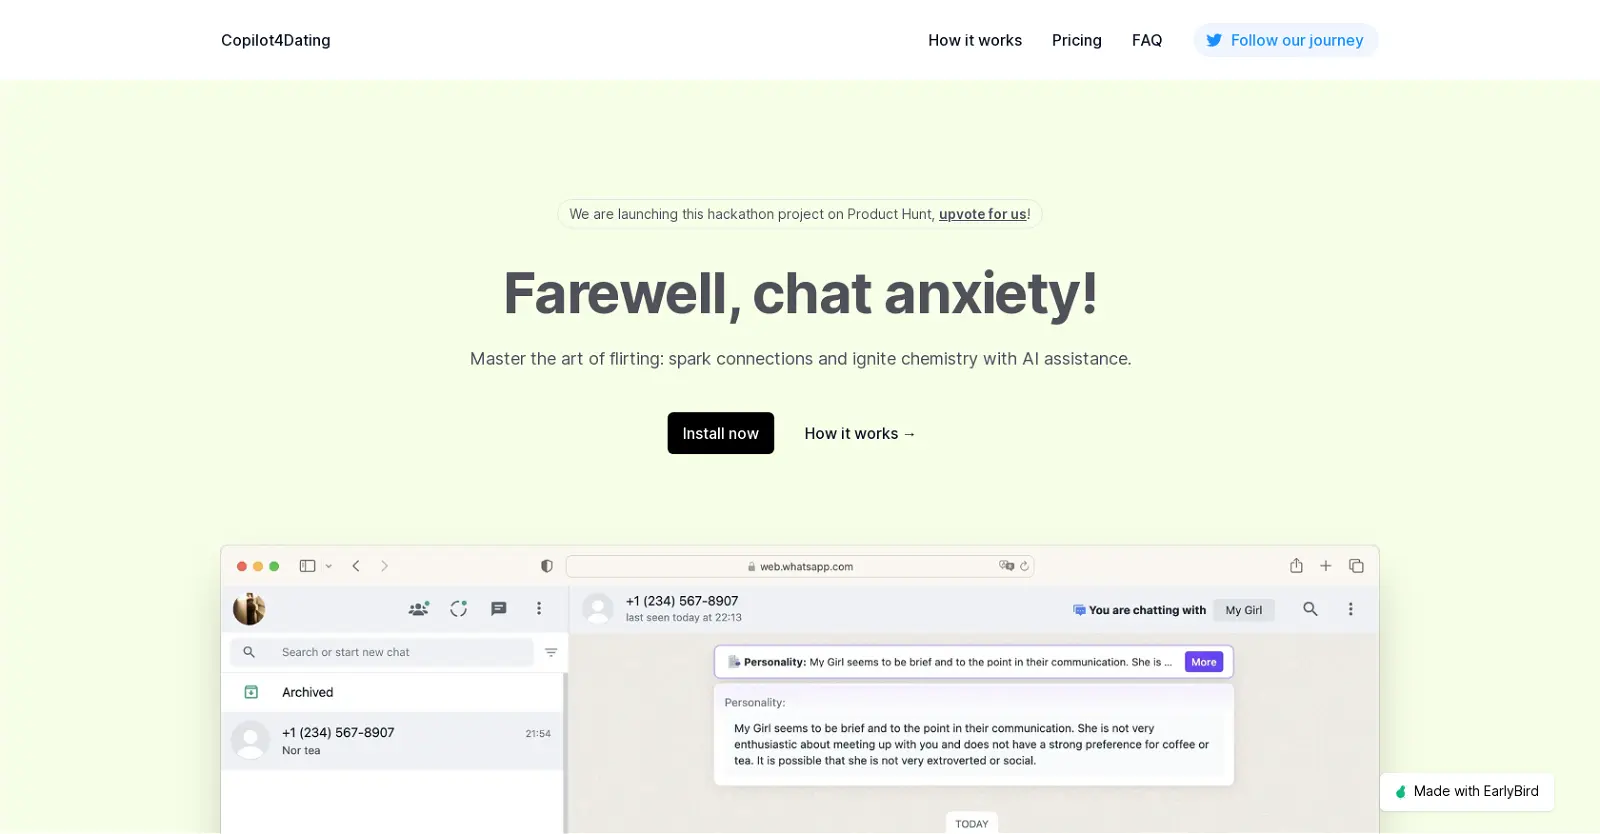 Copilot4Dating
How it works
Pricing
FAQ
Follow our journey
We are launching this hackathon project on Product Hunt, upvote for us!
Farewell, chat anxiety!
Master the art of flirting: spark connections and ignite chemistry with AI assistance.
Install now
How it works →
web.whatsapp.com
+1 (234) 567-8907
last seen today at 22:13
You are chatting with
My Girl
Search or start new chat
Personality: My Girl seems to be brief and to the point in their communication. She is ...
More
Archived
Personality:
My Girl seems to be brief and to the point in their communication. She is not very
enthusiastic about meeting up with you and does not have a strong preference for coffee or
tea. It is possible that she is not very extroverted or social.
+1 (234) 567-8907
21:54
Nor tea
Made with EarlyBird
TODAY